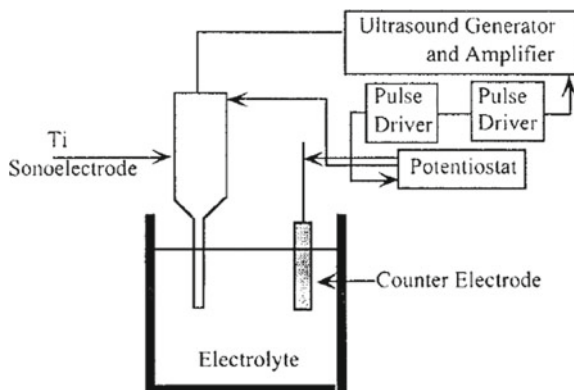 Ultrasound Generator
and Amplifier
Pulse
Driver
Pulse
Driver
Ti
Sonoelectrode
Potentiostat
Counter Electrode
Electrolyte